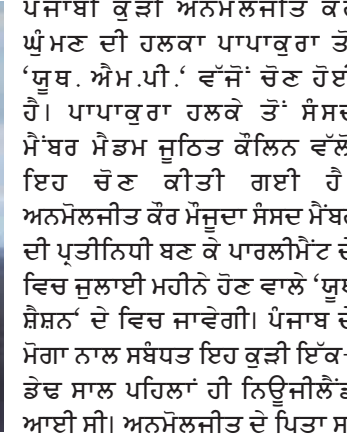 ਪੰਜਾਬੀ ਕੁੜੀ ਅਨਮੋਲਜੀਤ ਕੌਰ
ਘੁੰਮਣ ਦੀ ਹਲਕਾ ਪਾਪਾਕੁਰਾ ਤੋਂ
‘ਯੂਥ. ਐਮ.ਪੀ.‘ ਵੱਜੋਂ ਚੋਣ ਹੋਈ
ਹੈ। ਪਾਪਾਕੁਰਾ ਹਲਕੇ ਤੋਂ ਸੰਸਦ
ਮੈਂਬਰ ਮੈਡਮ ਜੂਠਿਤ ਕੌਲਿਨ ਵੱਲੋਂ
ਇਹ ਚੋਣ ਕੀਤੀ ਗਈ ਹੈ
ਅਨਮੋਲਜੀਤ ਕੌਰ ਮੌਜੂਦਾ ਸੰਸਦ ਮੈਂਬਰ
ਦੀ ਪ੍ਰਤੀਨਿਧੀ ਬਣ ਕੇ ਪਾਰਲੀਮੈਂਟ ਦੇ
ਵਿਚ ਜੁਲਾਈ ਮਹੀਨੇ ਹੋਣ ਵਾਲੇ ‘ਯੂਥ
ਸ਼ੈਸ਼ਨ‘ ਦੇ ਵਿਚ ਜਾਵੇਗੀ। ਪੰਜਾਬ ਦੇ
ਮੋਗਾ ਨਾਲ ਸਬੰਧਤ ਇਹ ਕੁੜੀ ਇੱਕ-
ਡੇਢ ਸਾਲ ਪਹਿਲਾਂ ਹੀ ਨਿਊਜੀਲੈਂਡ
ਆਈ ਸੀ। ਅਨਮੋਲਜੀਤ ਦੇ ਪਿਤਾ ਸ